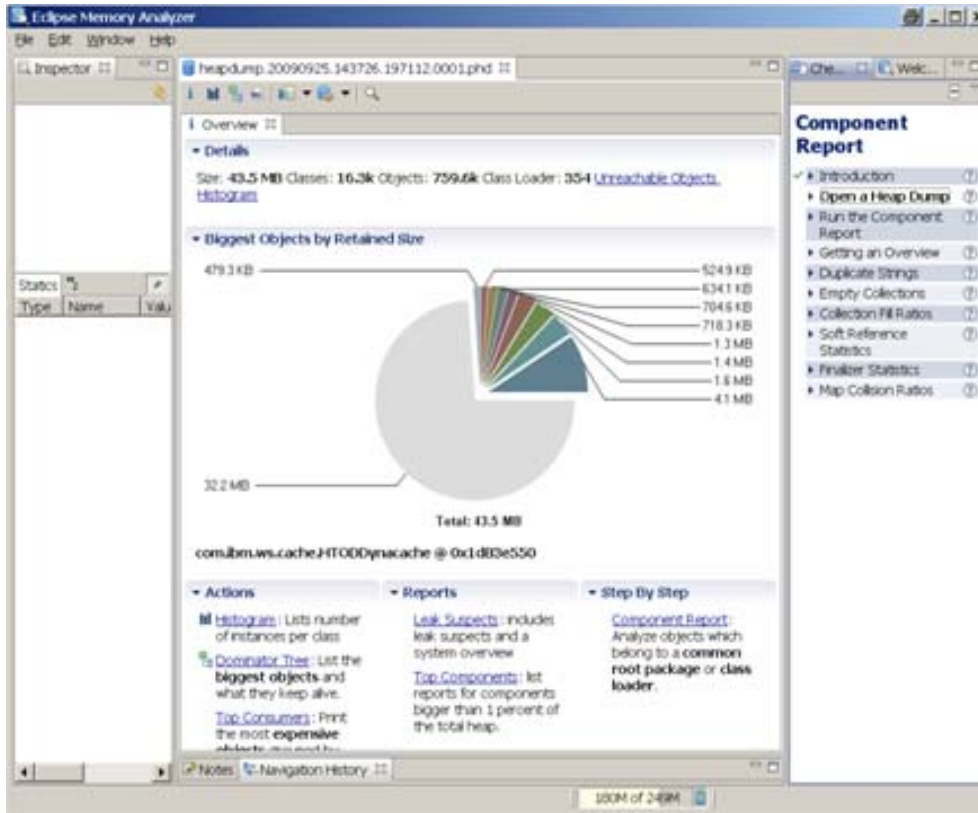 Eclipse Memory Analyzer
File Edit Window Help
Inspector
Statics
Type Name Valu
heapdump.20090925.143726.197112.0001.phd
i Overview
Details
Size: 43.5 MB Classes: 16.3k Objects: 759.6k Class Loader: 354 Unreachable Objects
Histogram
Biggest Objects by Retained Size
479.3 KB
524.9 KB
634.1 KB
704.6 KB
718.3 KB
1.3 MB
1.4 MB
1.6 MB
4.1 MB
32.2 MB
Total: 43.5 MB
com.ibm.ws.cache.HTODDynacache @ 0x1d83e550
Actions
Histogram: Lists number
of instances per class
Dominator Tree: List the
biggest objects and
what they keep alive.
Top Consumers: Print
the most expensive
objects grouped by
Reports
Leak Suspects: includes
leak suspects and a
system overview
Top Components: list
reports for components
bigger than 1 percent of
the total heap.
Step By Step
Component Report:
Analyze objects which
belong to a common
root package or class
loader.
Notes Navigation History
180M of 249M
Che... Welc...
Component
Report
Introduction
Open a Heap Dump
Run the Component
Report
Getting an Overview
Duplicate Strings
Empty Collections
Collection Fill Ratios
Soft Reference
Statistics
Finalizer Statistics
Map Collision Ratios